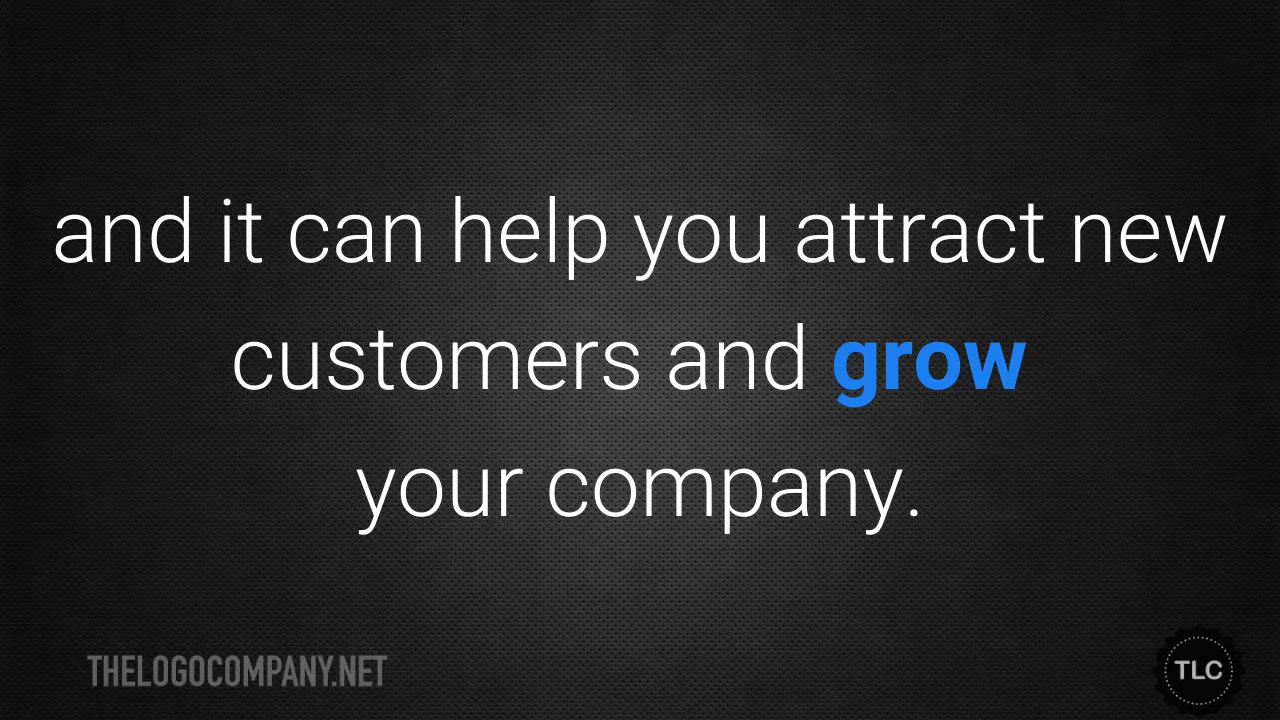 and it can help you attract new
customers and grow
your company.
THELOGOCOMPANY.NET
TLC